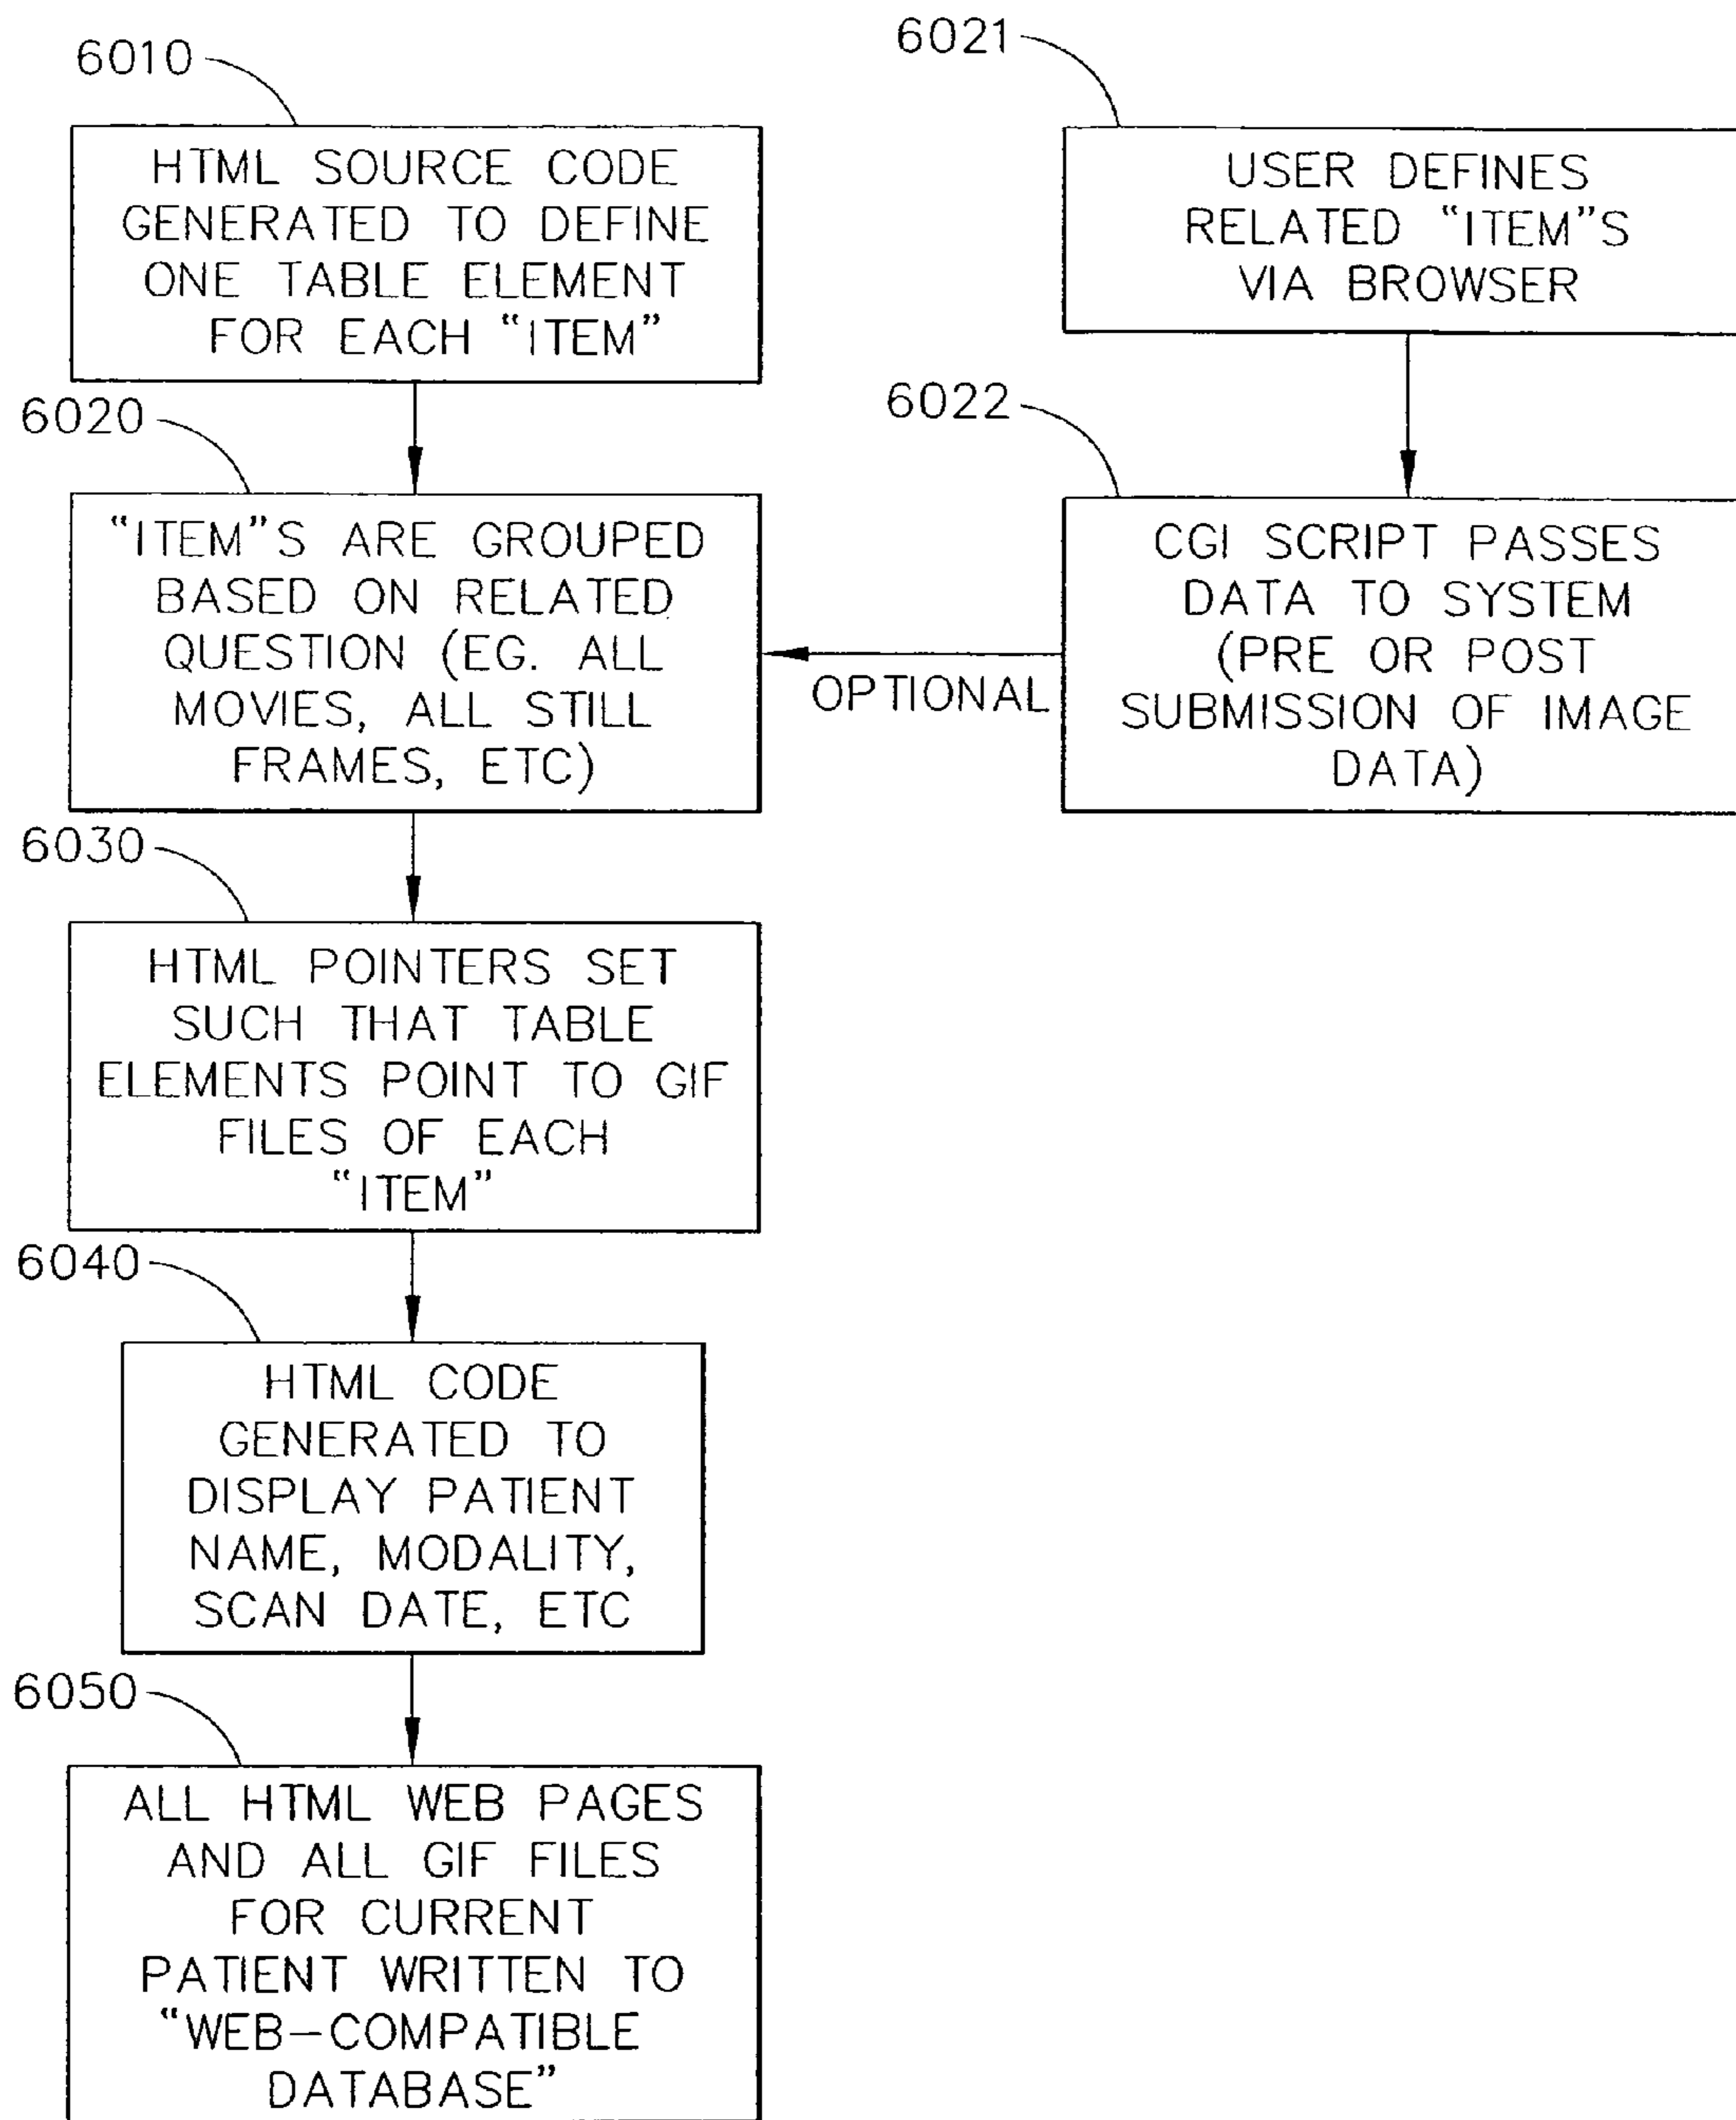 6010
HTML SOURCE CODE
GENERATED TO DEFINE
ONE TABLE ELEMENT
FOR EACH “ITEM”
6020
“ITEM”S ARE GROUPED
BASED ON RELATED
QUESTION (EG. ALL
MOVIES, ALL STILL
FRAMES, ETC)
6021
USER DEFINES
RELATED “ITEM”S
VIA BROWSER
6022
CGI SCRIPT PASSES
DATA TO SYSTEM
(PRE OR POST
SUBMISSION OF IMAGE
DATA)
OPTIONAL
6030
HTML POINTERS SET
SUCH THAT TABLE
ELEMENTS POINT TO GIF
FILES OF EACH
“ITEM”
6040
HTML CODE
GENERATED TO
DISPLAY PATIENT
NAME, MODALITY,
SCAN DATE, ETC
6050
ALL HTML WEB PAGES
AND ALL GIF FILES
FOR CURRENT
PATIENT WRITTEN TO
“WEB–COMPATIBLE
DATABASE”